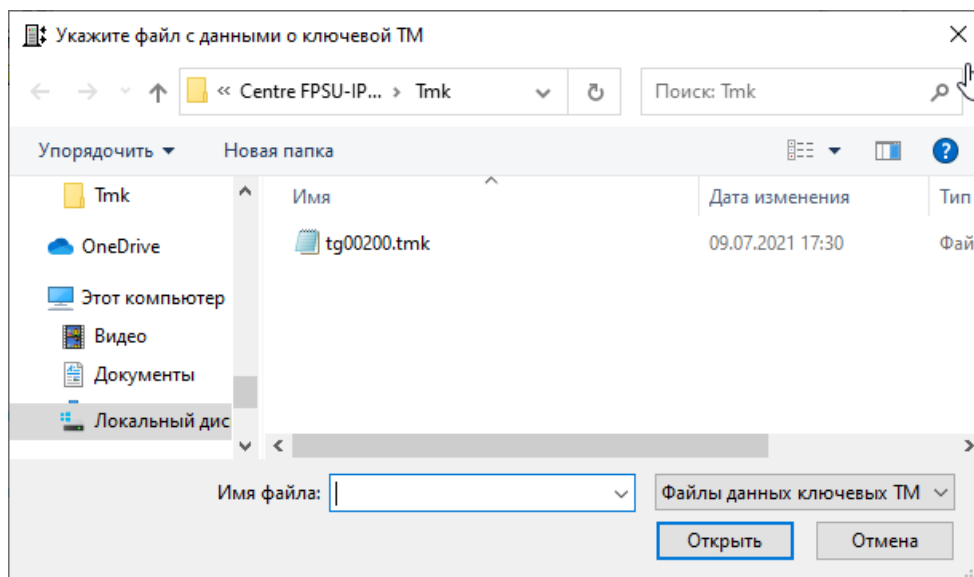 Укажите файл с данными о ключевой ТМ
« Centre FPSU-IP... › Tmk
Поиск: Tmk
Упорядочить
Новая папка
Tmk
OneDrive
Этот компьютер
Видео
Документы
Локальный дис
Имя
Дата изменения
Тип
tg00200.tmk
09.07.2021 17:30
Фай
Имя файла:
Файлы данных ключевых ТМ
Открыть
Отмена